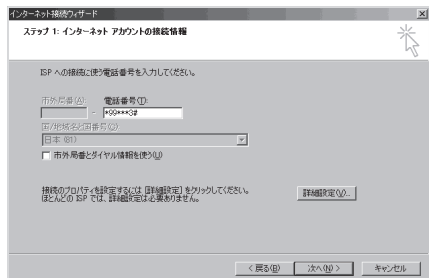 インターネット接続ウィザード
ステップ 1: インターネット アカウントの接続情報
ISP への接続に使う電話番号を入力してください。
市外局番(A): 電話番号(T):
- *99***3#
国/地域名と国番号(O)
日本 (81)
市外局番とダイヤル情報を使う(U)
接続のプロパティを設定するには [詳細設定] をクリックしてください。
ほとんどの ISP では、詳細設定は必要ありません。
詳細設定(V)...
< 戻る(B) 次へ(N) > キャンセル